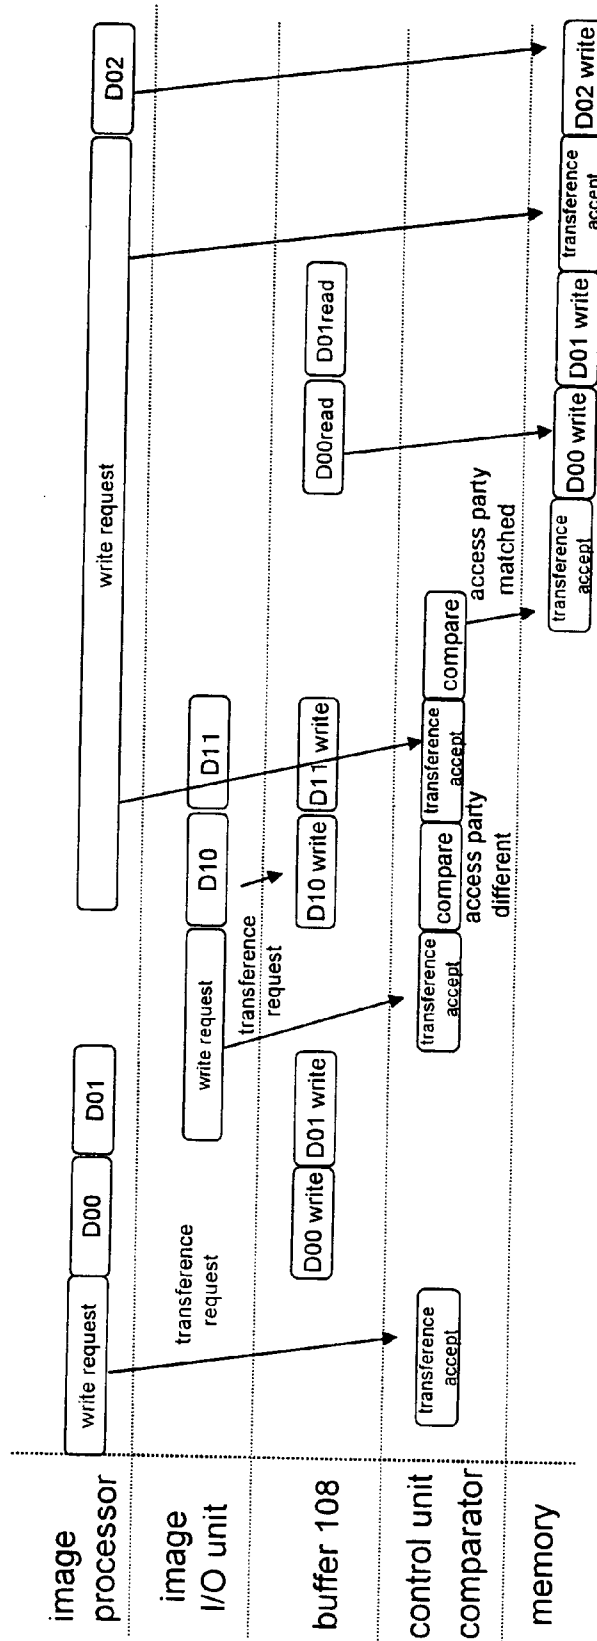 image
processor
write request
D00
D01
write request
D02
image
I/O unit
transference
request
write request
D10
D11
transference
request
buffer 108
D00 write
D01 write
D10 write
D11 write
D00read
D01read
control unit
comparator
transference
accept
transference
accept
compare
access party
different
transference
accept
compare
access party
matched
memory
transference
accept
D00 write
D01 write
transference
accept
D02 write